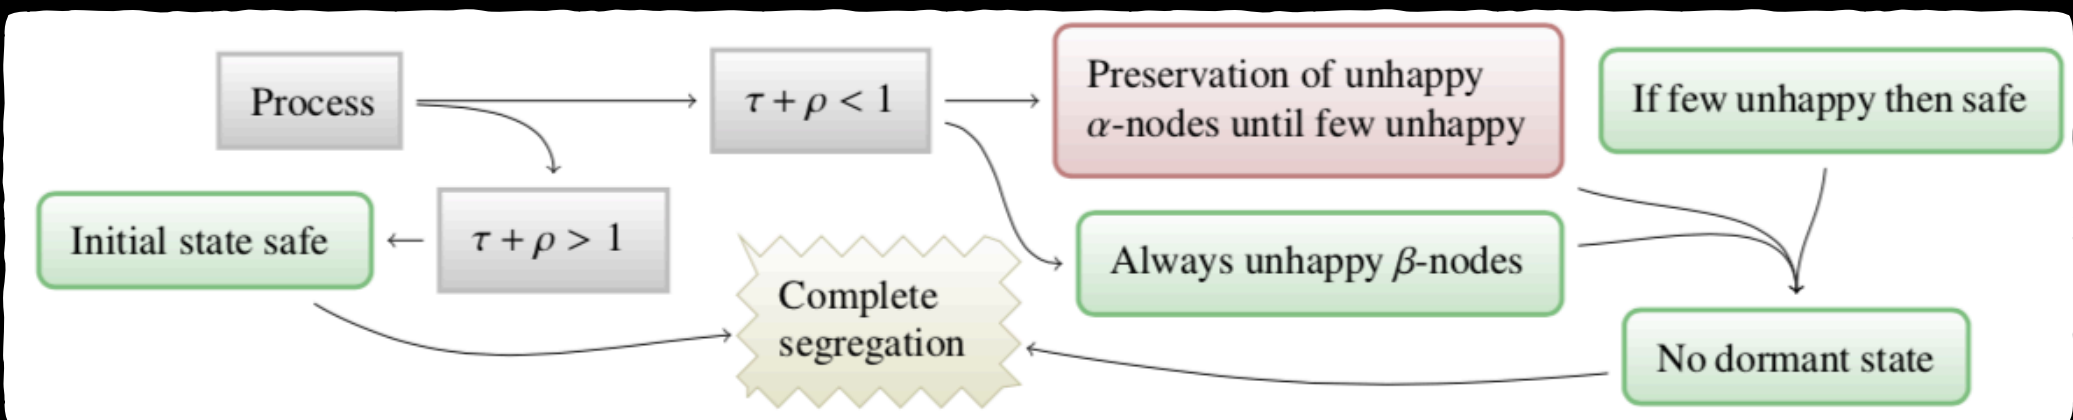 Process
τ + ρ < 1
Preservation of unhappy
α-nodes until few unhappy
If few unhappy then safe
Initial state safe
τ + ρ > 1
Always unhappy β-nodes
Complete
segregation
No dormant state